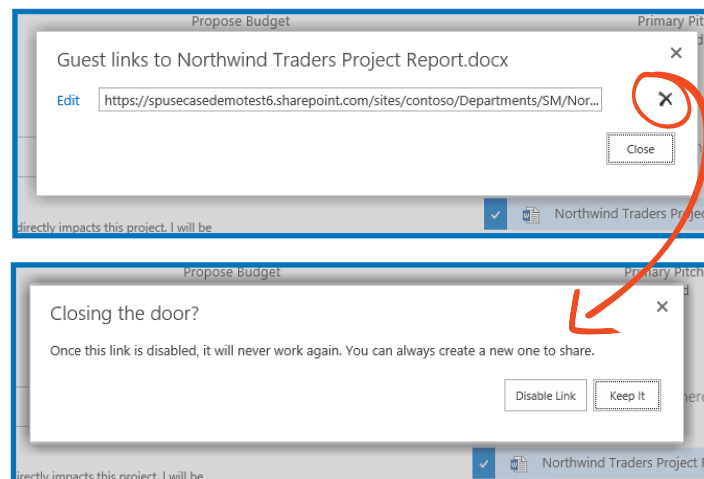 Propose Budget
Primary Pit
Guest links to Northwind Traders Project Report.docx
Edit
https://spusecasedemotest6.sharepoint.com/sites/contoso/Departments/SM/Nor...
Close
Northwind Traders Proje
directly impacts this project. I will be
Propose Budget
Primary Pitch
d
Closing the door?
Once this link is disabled, it will never work again. You can always create a new one to share.
Disable Link
Keep It
here
Northwind Traders Project R
irectly impacts this project. I will be